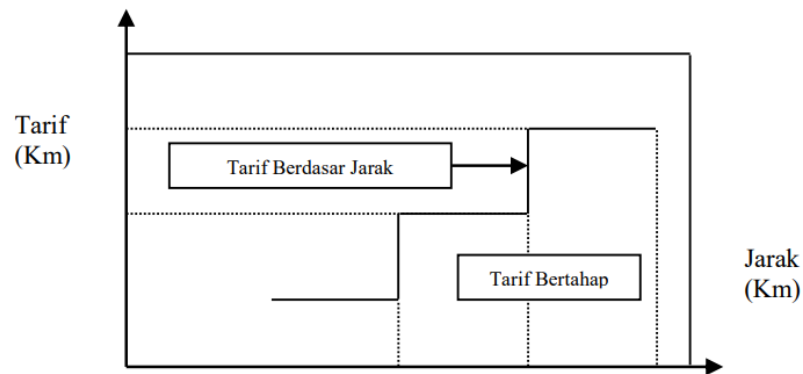 Tarif
(Km)
Tarif Berdasar Jarak
Tarif Bertahap
Jarak
(Km)